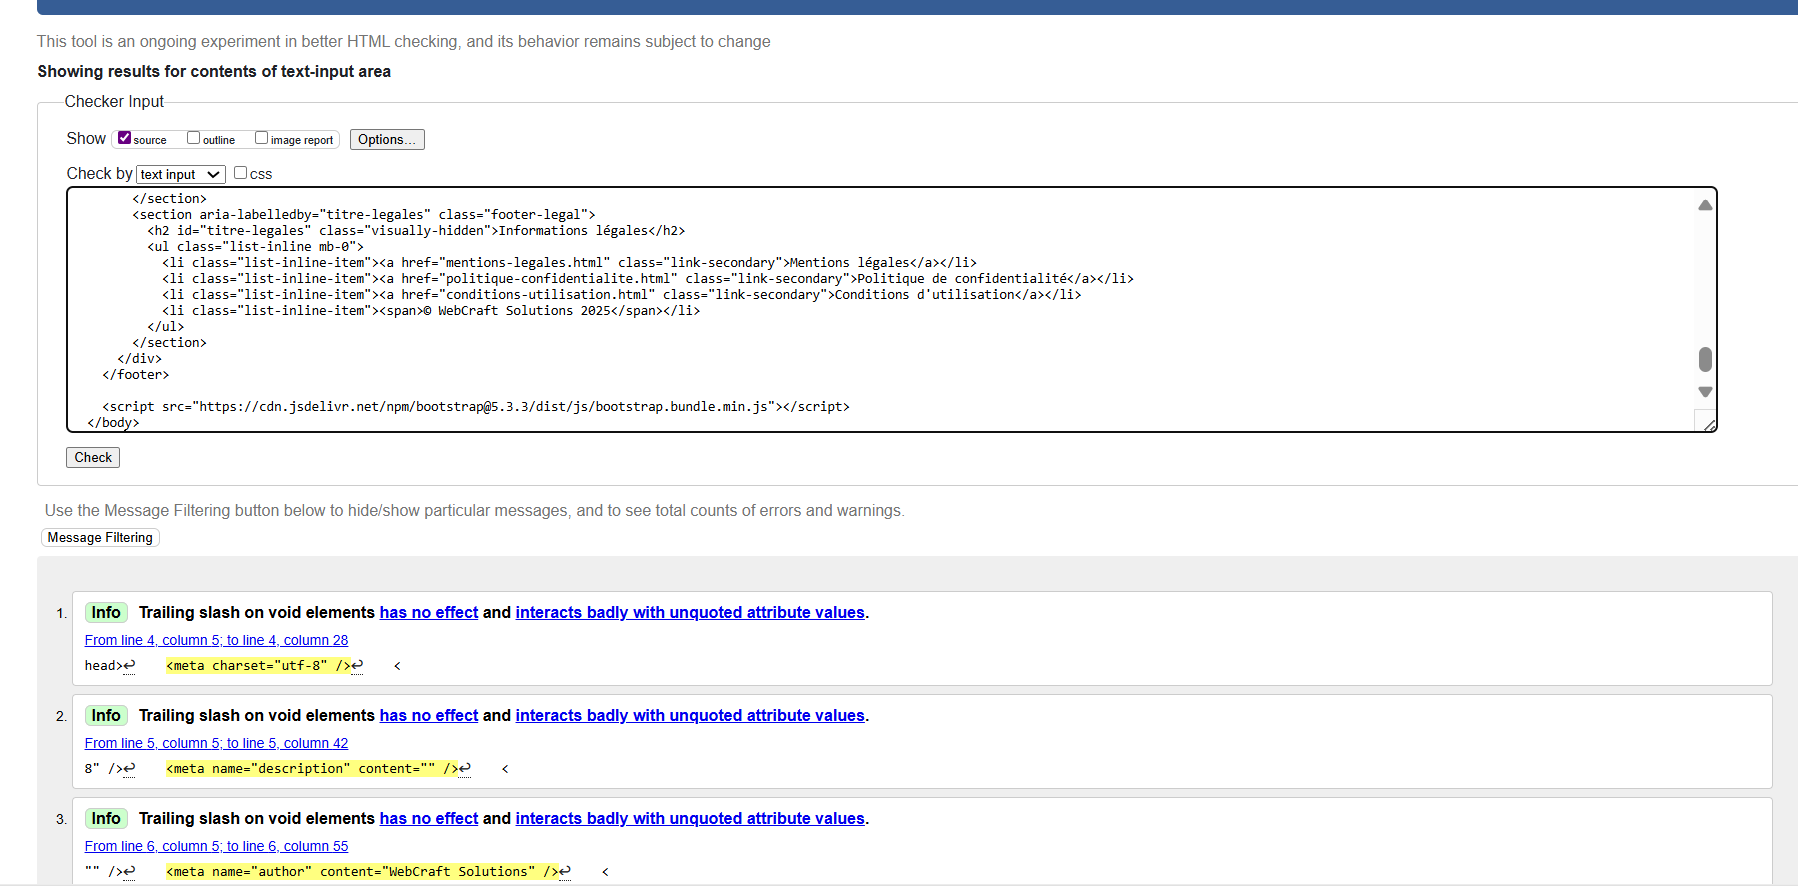 This tool is an ongoing experiment in better HTML checking, and its behavior remains subject to change
Showing results for contents of text-input area
Checker Input
Show source outline image report Options...
Check by text input css
</section>
<section aria-labelledby="titre-legales" class="footer-legal">
<h2 id="titre-legales" class="visually-hidden">Informations légales</h2>
<ul class="list-inline mb-0">
<li class="list-inline-item"><a href="mentions-legales.html" class="link-secondary">Mentions légales</a></li>
<li class="list-inline-item"><a href="politique-confidentialite.html" class="link-secondary">Politique de confidentialité</a></li>
<li class="list-inline-item"><a href="conditions-utilisation.html" class="link-secondary">Conditions d'utilisation</a></li>
<li class="list-inline-item"><span>© WebCraft Solutions 2025</span></li>
</ul>
</section>
</div>
</footer>
<script src="https://cdn.jsdelivr.net/npm/bootstrap@5.3.3/dist/js/bootstrap.bundle.min.js"></script>
</body>
Check
Use the Message Filtering button below to hide/show particular messages, and to see total counts of errors and warnings.
Message Filtering
1. Info Trailing slash on void elements has no effect and interacts badly with unquoted attribute values.
From line 4, column 5; to line 4, column 28
head>↩ <meta charset="utf-8" />↩ <
2. Info Trailing slash on void elements has no effect and interacts badly with unquoted attribute values.
From line 5, column 5; to line 5, column 42
8" />↩ <meta name="description" content="" />↩ <
3. Info Trailing slash on void elements has no effect and interacts badly with unquoted attribute values.
From line 6, column 5; to line 6, column 55
"" />↩ <meta name="author" content="WebCraft Solutions" />↩ <